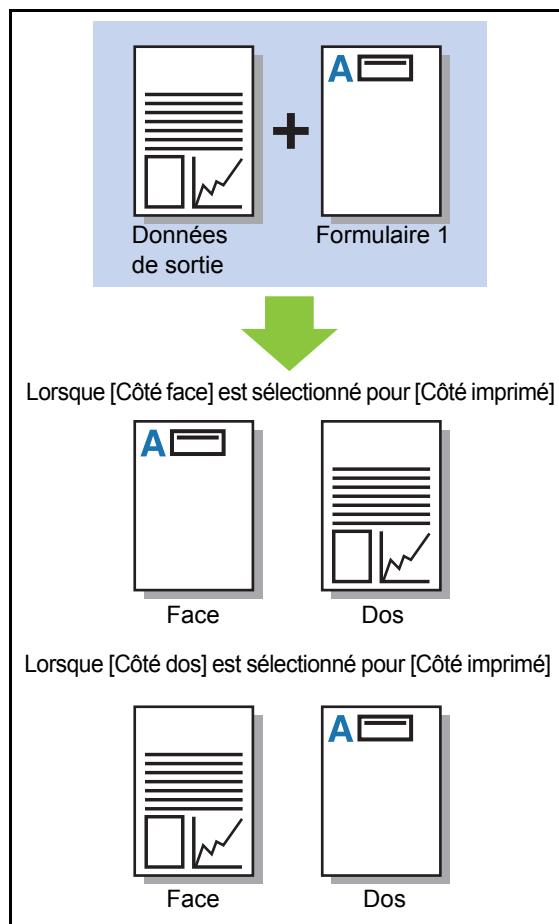 A
Données
de sortie
Formulaire 1
Lorsque [Côté face] est sélectionné pour [Côté imprimé]
A
Face
Dos
Lorsque [Côté dos] est sélectionné pour [Côté imprimé]
A
Face
Dos